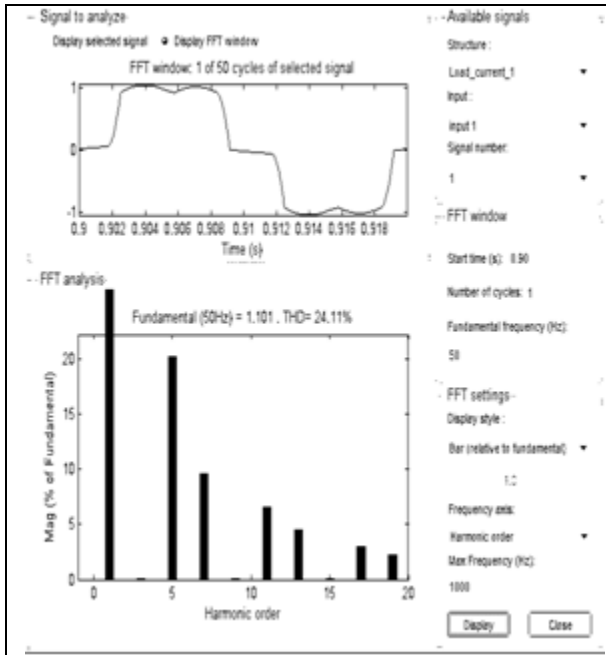 Signal to analyze
Display selected signal Display FFT window
FFT window: 1 of 50 cycles of selected signal
1
0
-1
0.9 0.902 0.904 0.906 0.908 0.91 0.912 0.914 0.916 0.918
Time (s)
FFT analysis
Fundamental (50Hz) = 1.101 , THD= 24.11%
20
15
10
5
0
Mag (% of Fundamental)
0 5 10 15 20
Harmonic order
Available signals
Structure :
Load_current_1
Input :
input 1
Signal number:
1
FFT window
Start time (s): 0.90
Number of cycles: 1
Fundamental frequency (Hz):
50
FFT settings
Display style :
Bar (relative to fundamental)
Frequency axis:
Harmonic order
Max Frequency (Hz):
1000
Display Close